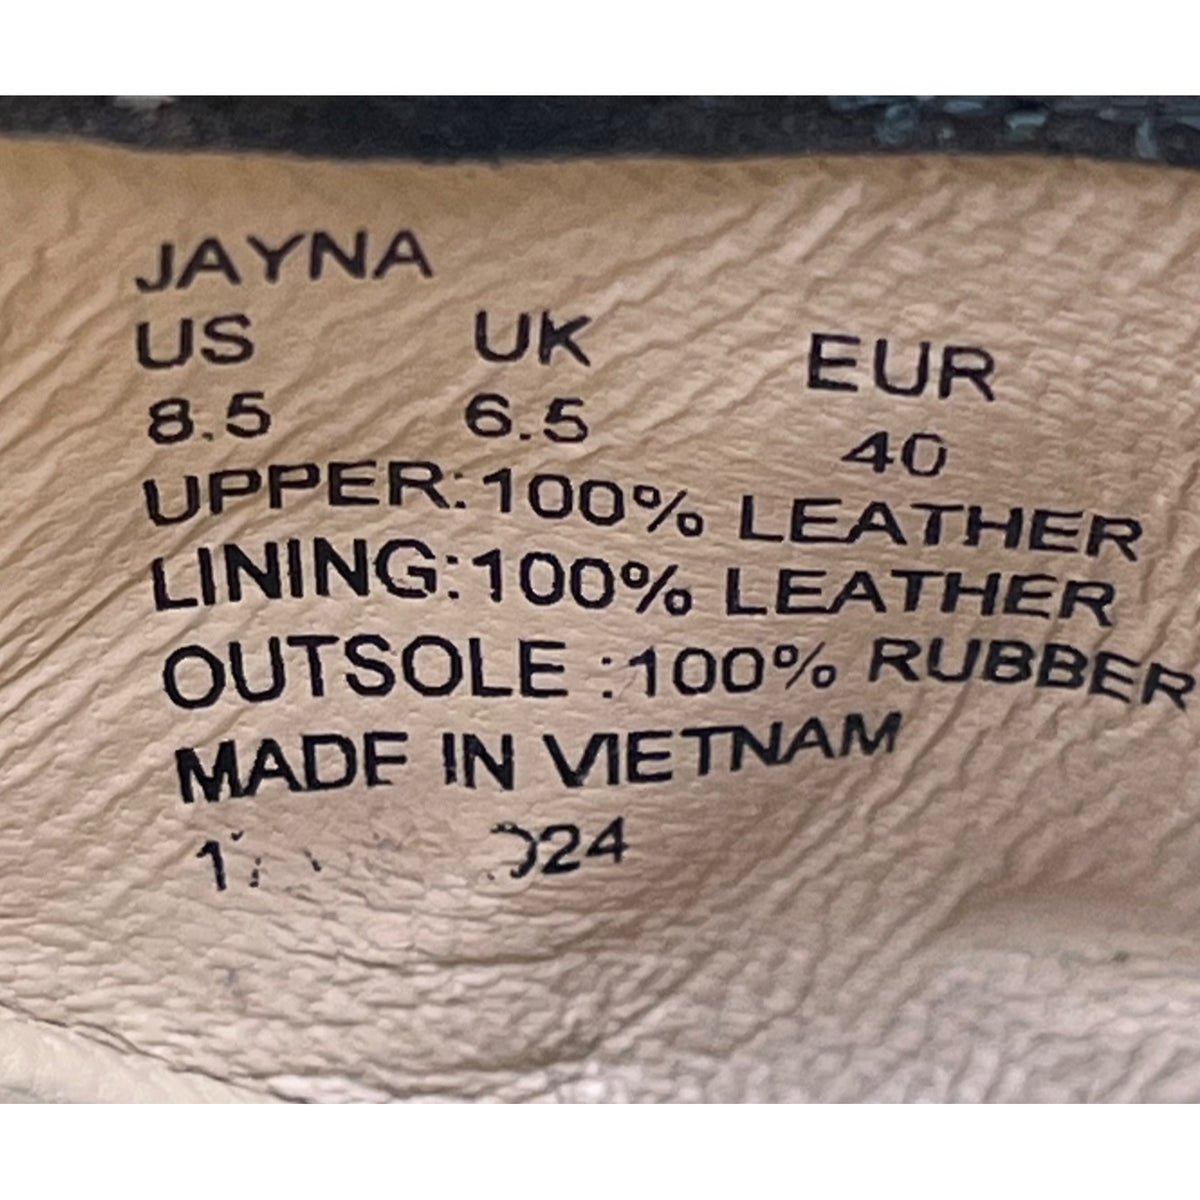 JAYNA
US UK EUR
8.5 6.5 40
UPPER:100% LEATHER
LINING:100% LEATHER
OUTSOLE :100% RUBBER
MADE IN VIETNAM